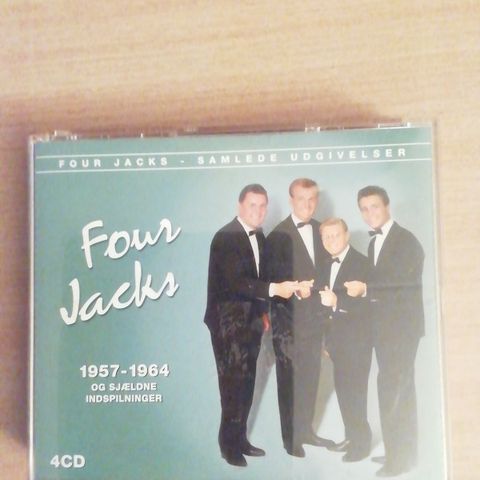 FOUR JACKS - SAMLEDE UDGIVELSER
Four
Jacks
1957-1964
OG SJÆLDNE
INDSPILNINGER
4CD